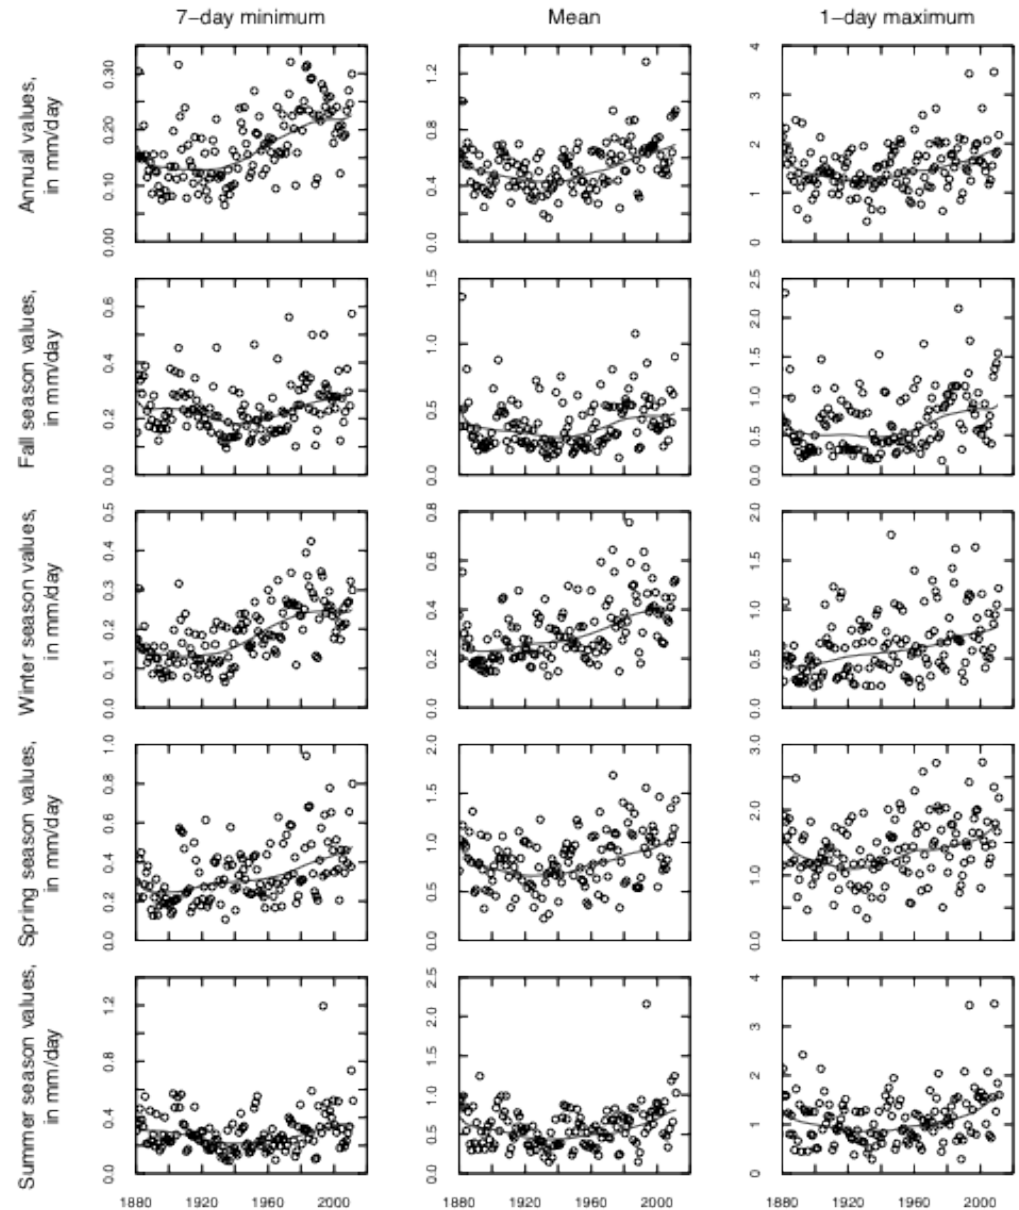 7−day minimum Mean 1−day maximum
Annual values,
in mm/day
0.00 0.10 0.20 0.30
0.0 0.4 0.8 1.2
0 1 2 3 4
Fall season values,
in mm/day
0.0 0.2 0.4 0.6
0.0 0.5 1.0 1.5
0.0 0.5 1.0 1.5 2.0 2.5
Winter season values,
in mm/day
0.0 0.1 0.2 0.3 0.4 0.5
0.0 0.2 0.4 0.6 0.8
0.0 0.5 1.0 1.5 2.0
Spring season values,
in mm/day
0.0 0.2 0.4 0.6 0.8 1.0
0.0 0.5 1.0 1.5 2.0
0.0 1.0 2.0 3.0
Summer season values,
in mm/day
0.0 0.4 0.8 1.2
0.0 0.5 1.0 1.5 2.0 2.5
0 1 2 3 4
1880 1920 1960 2000 1880 1920 1960 2000 1880 1920 1960 2000